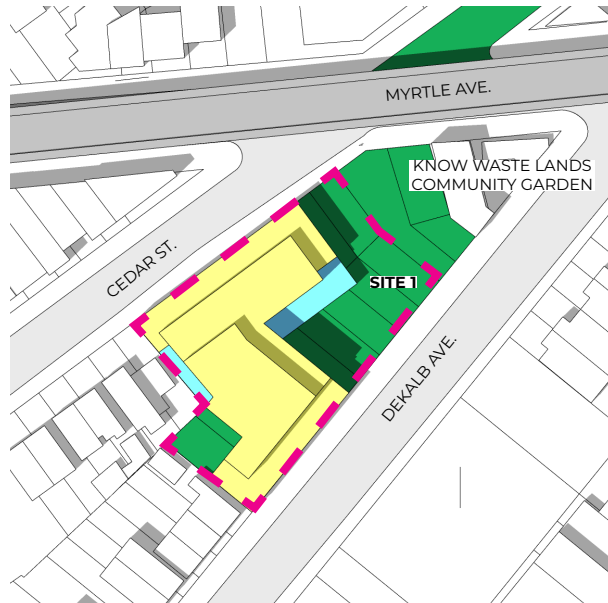 MYRTLE AVE.
KNOW WASTE LANDS
COMMUNITY GARDEN
CEDAR ST.
SITE 1
DEKALB AVE.